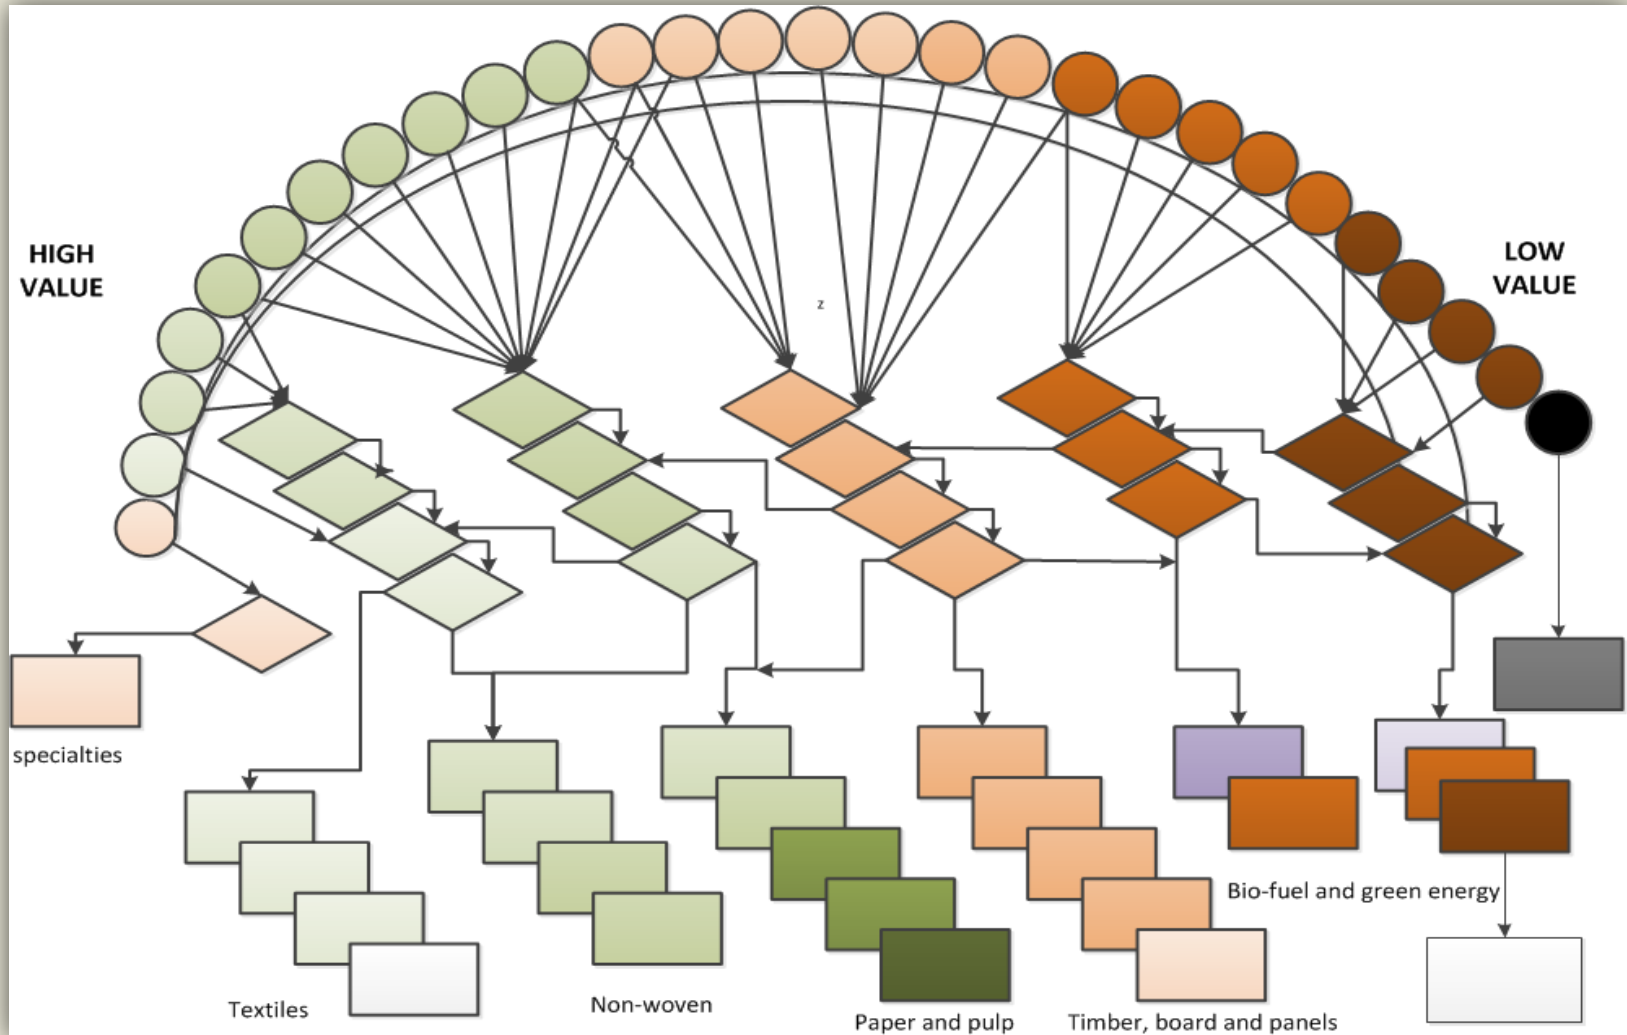 HIGH
VALUE
LOW
VALUE
z
specialties
Bio-fuel and green energy
Textiles
Non-woven
Paper and pulp
Timber, board and panels